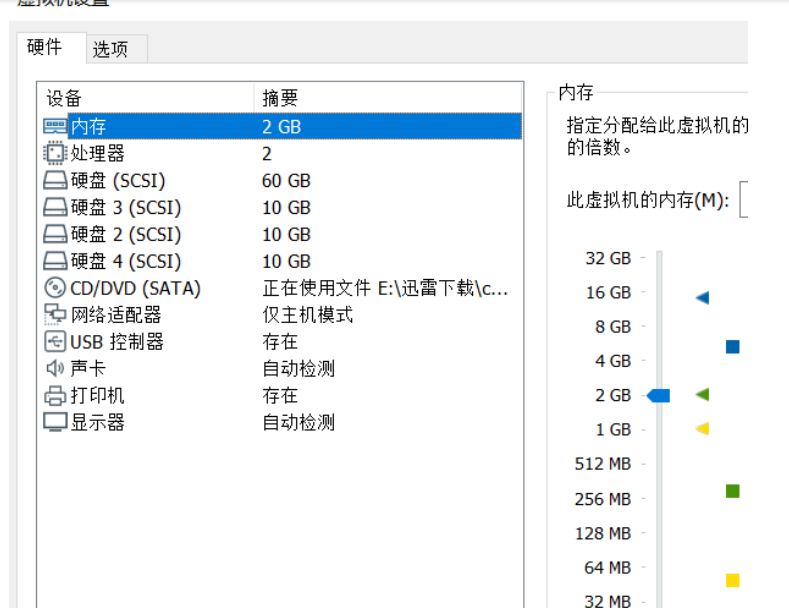 虚拟机设置
硬件 选项
设备 摘要
内存 2 GB
处理器 2
硬盘 (SCSI) 60 GB
硬盘 3 (SCSI) 10 GB
硬盘 2 (SCSI) 10 GB
硬盘 4 (SCSI) 10 GB
CD/DVD (SATA) 正在使用文件 E:\迅雷下载\c...
网络适配器 仅主机模式
USB 控制器 存在
声卡 自动检测
打印机 存在
显示器 自动检测
内存
指定分配给此虚拟机的
的倍数。
此虚拟机的内存(M):
32 GB
16 GB
8 GB
4 GB
2 GB
1 GB
512 MB
256 MB
128 MB
64 MB
32 MB